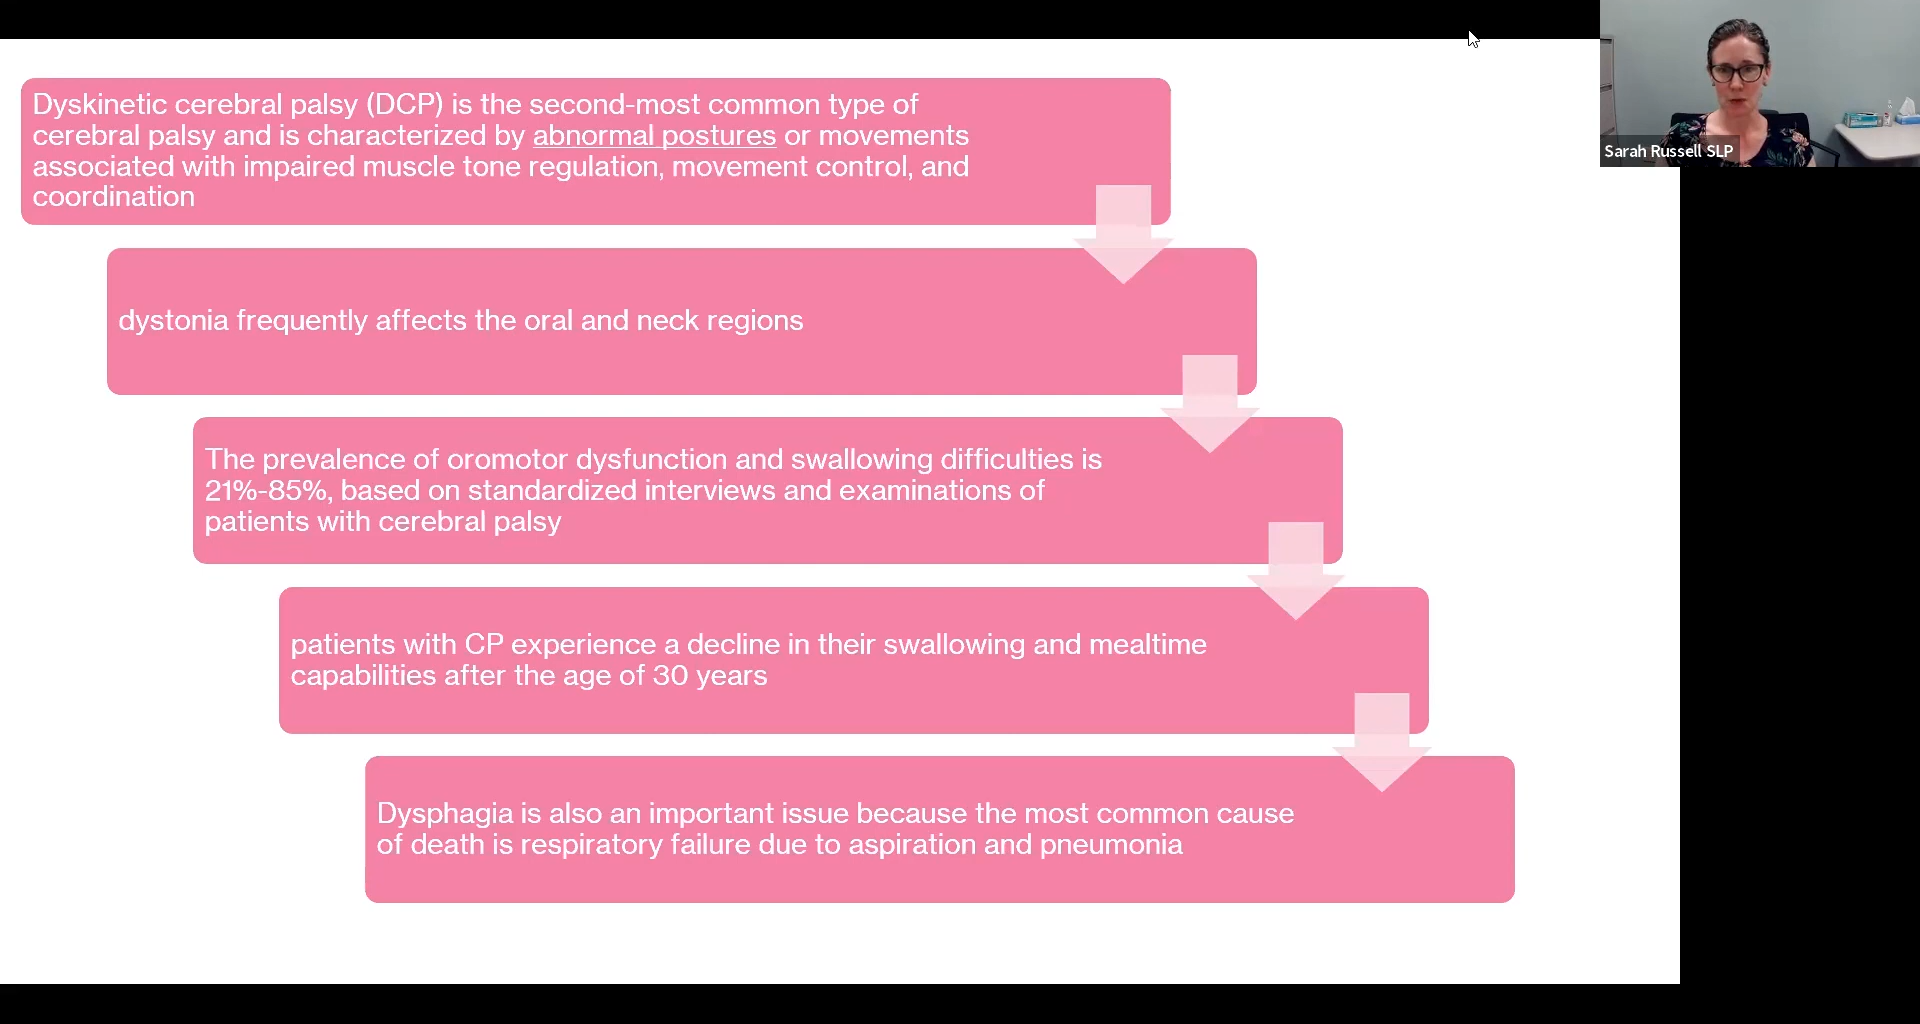 Dyskinetic cerebral palsy (DCP) is the second-most common type of
cerebral palsy and is characterized by abnormal postures or movements
associated with impaired muscle tone regulation, movement control, and
coordination
dystonia frequently affects the oral and neck regions
The prevalence of oromotor dysfunction and swallowing difficulties is
21%-85%, based on standardized interviews and examinations of
patients with cerebral palsy
patients with CP experience a decline in their swallowing and mealtime
capabilities after the age of 30 years
Dysphagia is also an important issue because the most common cause
of death is respiratory failure due to aspiration and pneumonia
Sarah Russell SLP